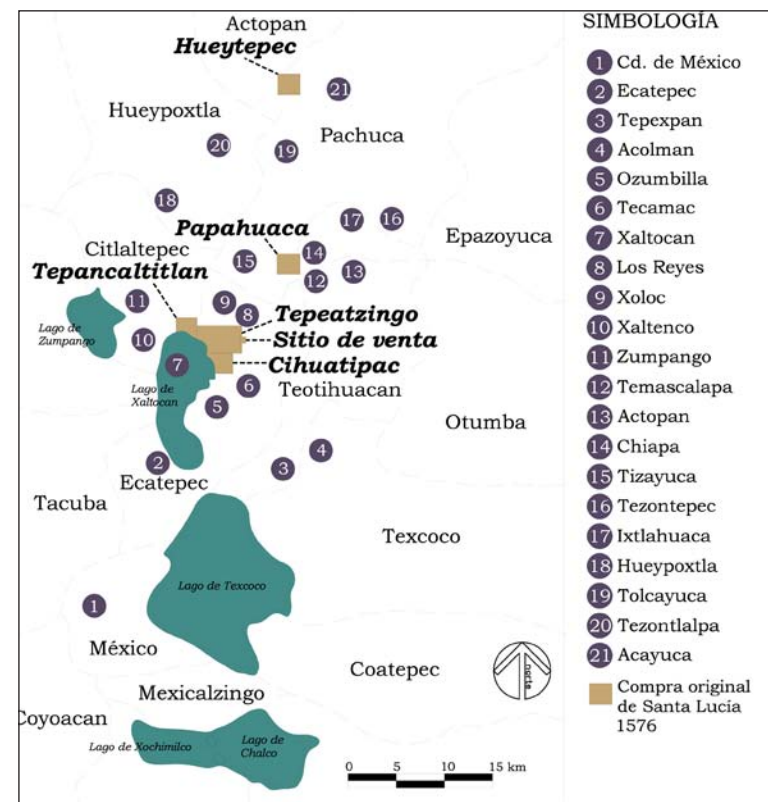 Actopan
Hueytepec
21
Hueypoxtla
20
19
Pachuca
18
17
16
Papahuaca
Epazoyuca
Citlaltepec
15
14
13
12
Tepancaltitlan
11
9
8
Tepeatzingo
Lago de
Zumpango
10
Sitio de venta
7
Cihuatipac
Lago de
Xaltocan
6
Teotihuacan
5
Otumba
4
3
2
Ecatepec
Tacuba
Texcoco
Lago de Texcoco
1
México
Coatepec
norte
Mexicalzingo
Coyoacan
Lago de Xochimilco
Lago de
Chalco
0 5 10 15 km
SIMBOLOGÍA
1 Cd. de México
2 Ecatepec
3 Tepexpan
4 Acolman
5 Ozumbilla
6 Tecamac
7 Xaltocan
8 Los Reyes
9 Xoloc
10 Xaltenco
11 Zumpango
12 Temascalapa
13 Actopan
14 Chiapa
15 Tizayuca
16 Tezontepec
17 Ixtlahuaca
18 Hueypoxtla
19 Tolcayuca
20 Tezontlalpa
21 Acayuca
Compra original
de Santa Lucía
1576